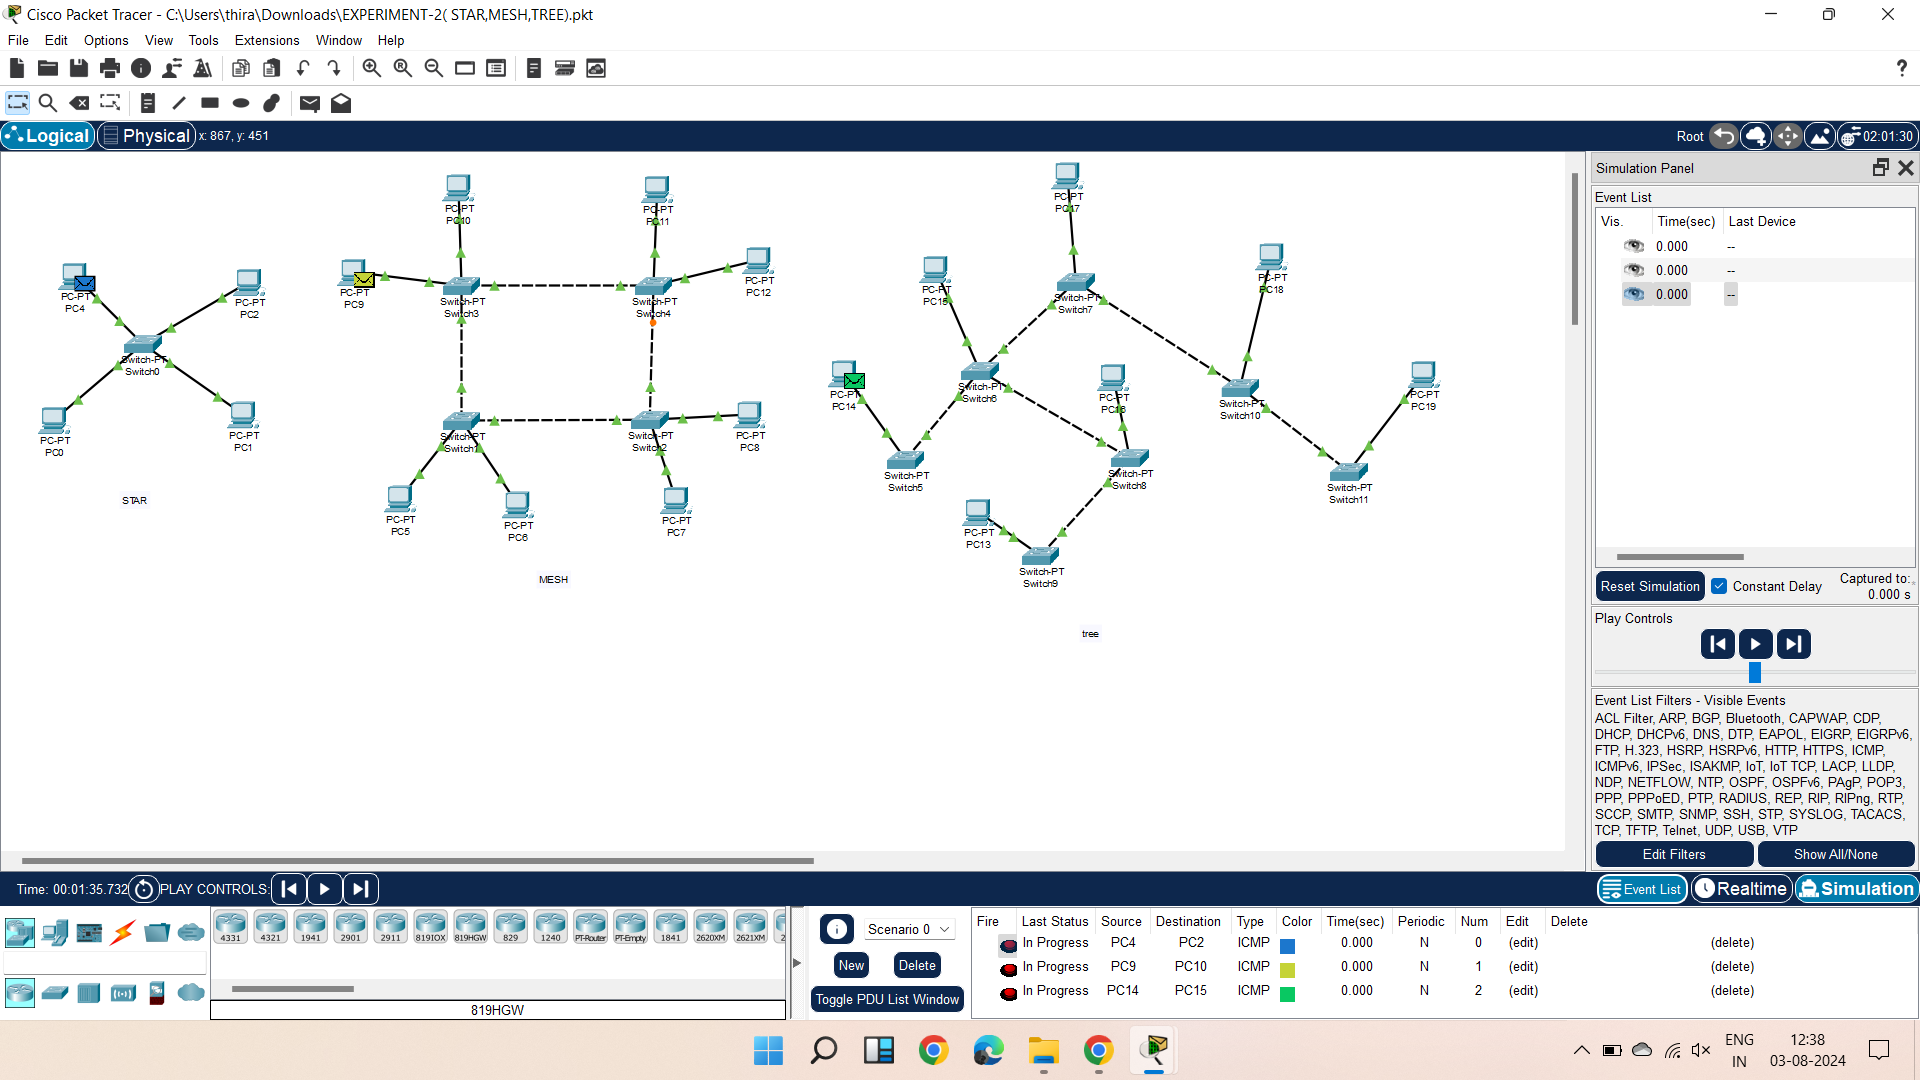 Cisco Packet Tracer - C:\Users\thira\Downloads\EXPERIMENT-2( STAR,MESH,TREE).pkt
File Edit Options View Tools Extensions Window Help
?
Logical Physical x: 867, y: 451
Root 02:01:30
PC-PT
PC4
PC-PT
PC2
Switch-PT
Switch0
PC-PT
PC0
PC-PT
PC1
STAR
PC-PT
PC10
PC-PT
PC11
PC-PT
PC9
PC-PT
PC12
Switch-PT
Switch3
Switch-PT
Switch4
Switch-PT
Switch1
Switch-PT
Switch2
PC-PT
PC8
PC-PT
PC5
PC-PT
PC6
PC-PT
PC7
MESH
PC-PT
PC17
PC-PT
PC15
Switch-PT
Switch7
PC-PT
PC18
PC-PT
PC14
Switch-PT
Switch6
PC-PT
PC16
Switch-PT
Switch10
PC-PT
PC19
Switch-PT
Switch5
Switch-PT
Switch8
Switch-PT
Switch11
PC-PT
PC13
Switch-PT
Switch9
tree
Simulation Panel
Event List
Vis. Time(sec) Last Device
0.000 --
0.000 --
0.000 --
Reset Simulation Constant Delay Captured to:
0.000 s
Play Controls
Event List Filters - Visible Events
ACL Filter, ARP, BGP, Bluetooth, CAPWAP, CDP,
DHCP, DHCPv6, DNS, DTP, EAPOL, EIGRP, EIGRPv6,
FTP, H.323, HSRP, HSRPv6, HTTP, HTTPS, ICMP,
ICMPv6, IPSec, ISAKMP, IoT, IoT TCP, LACP, LLDP,
NDP, NETFLOW, NTP, OSPF, OSPFv6, PAgP, POP3,
PPP, PPPoED, PTP, RADIUS, REP, RIP, RIPng, RTP,
SCCP, SMTP, SNMP, SSH, STP, SYSLOG, TACACS,
TCP, TFTP, Telnet, UDP, USB, VTP
Edit Filters Show All/None
Time: 00:01:35.732 PLAY CONTROLS:
Event List Realtime Simulation
4331 4321 1941 2901 2911 819IOX 819HGW 829 1240 PT-Router PT-Empty 1841 2620XM 2621XM 2
819HGW
Scenario 0
New Delete
Toggle PDU List Window
Fire Last Status Source Destination Type Color Time(sec) Periodic Num Edit Delete
In Progress PC4 PC2 ICMP 0.000 N 0 (edit) (delete)
In Progress PC9 PC10 ICMP 0.000 N 1 (edit) (delete)
In Progress PC14 PC15 ICMP 0.000 N 2 (edit) (delete)
ENG
IN
12:38
03-08-2024